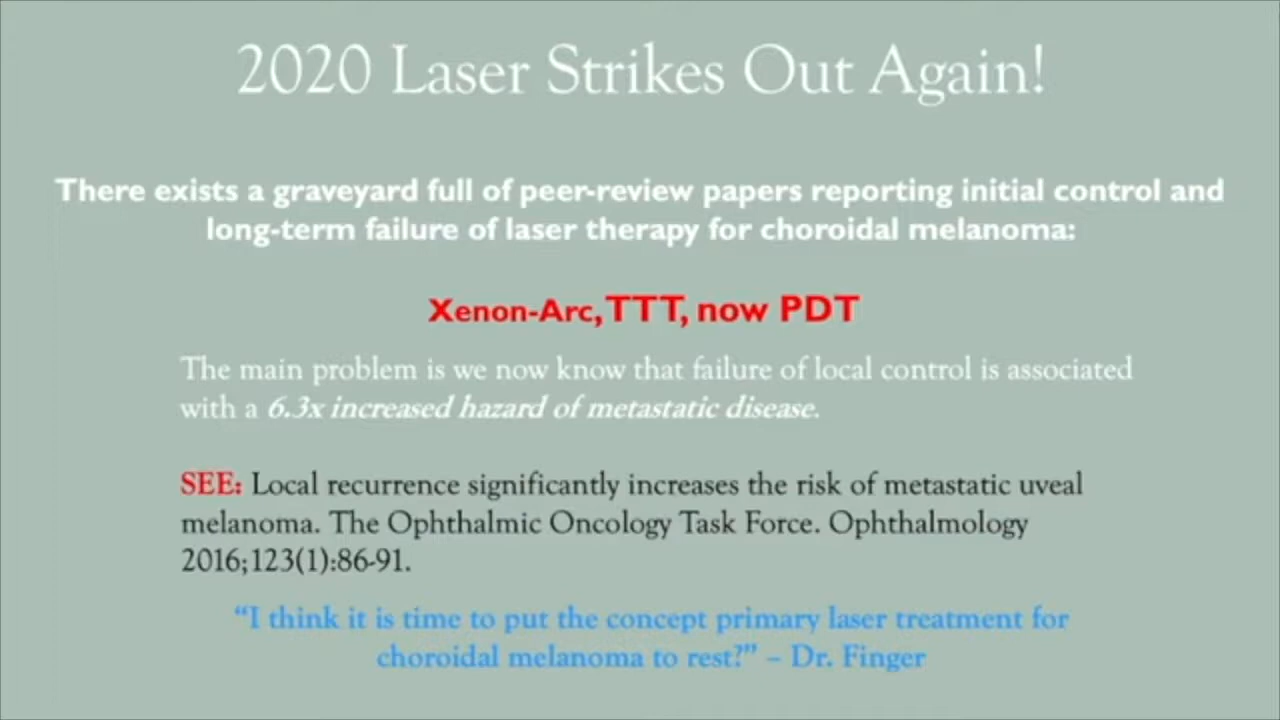 2020 Laser Strikes Out Again!
There exists a graveyard full of peer-review papers reporting initial control and
long-term failure of laser therapy for choroidal melanoma:
Xenon-Arc, TTT, now PDT
The main problem is we now know that failure of local control is associated
with a 6.3x increased hazard of metastatic disease.
SEE: Local recurrence significantly increases the risk of metastatic uveal
melanoma. The Ophthalmic Oncology Task Force. Ophthalmology
2016;123(1):86-91.
“I think it is time to put the concept primary laser treatment for
choroidal melanoma to rest?” – Dr. Finger